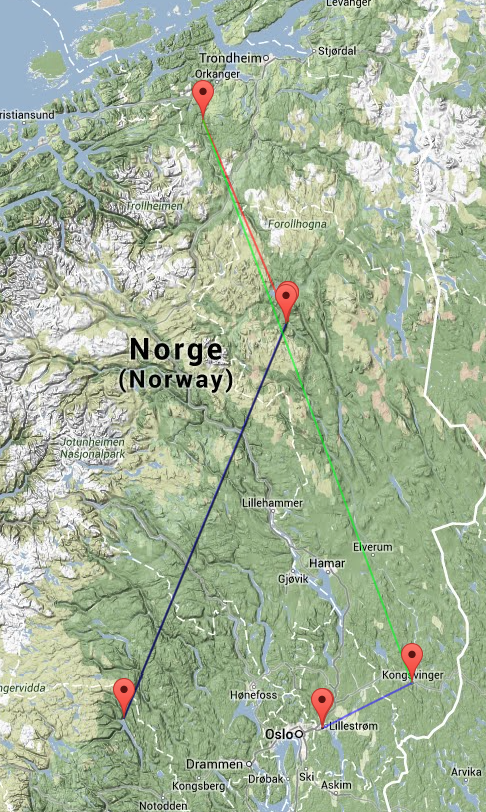 Levanger
Stjørdal
Trondheim
Orkanger
ristiansund
Trollheimen
Forollhogna
Norge
(Norway)
Jotunheimen
Nasjonalpark
Lillehammer
Elverum
Hamar
Gjøvik
Kongsvinger
ngervidda
Hønefoss
Lillestrøm
Oslo
Drammen
Ski
Drøbak
Arvika
Askim
Kongsberg
Notodden